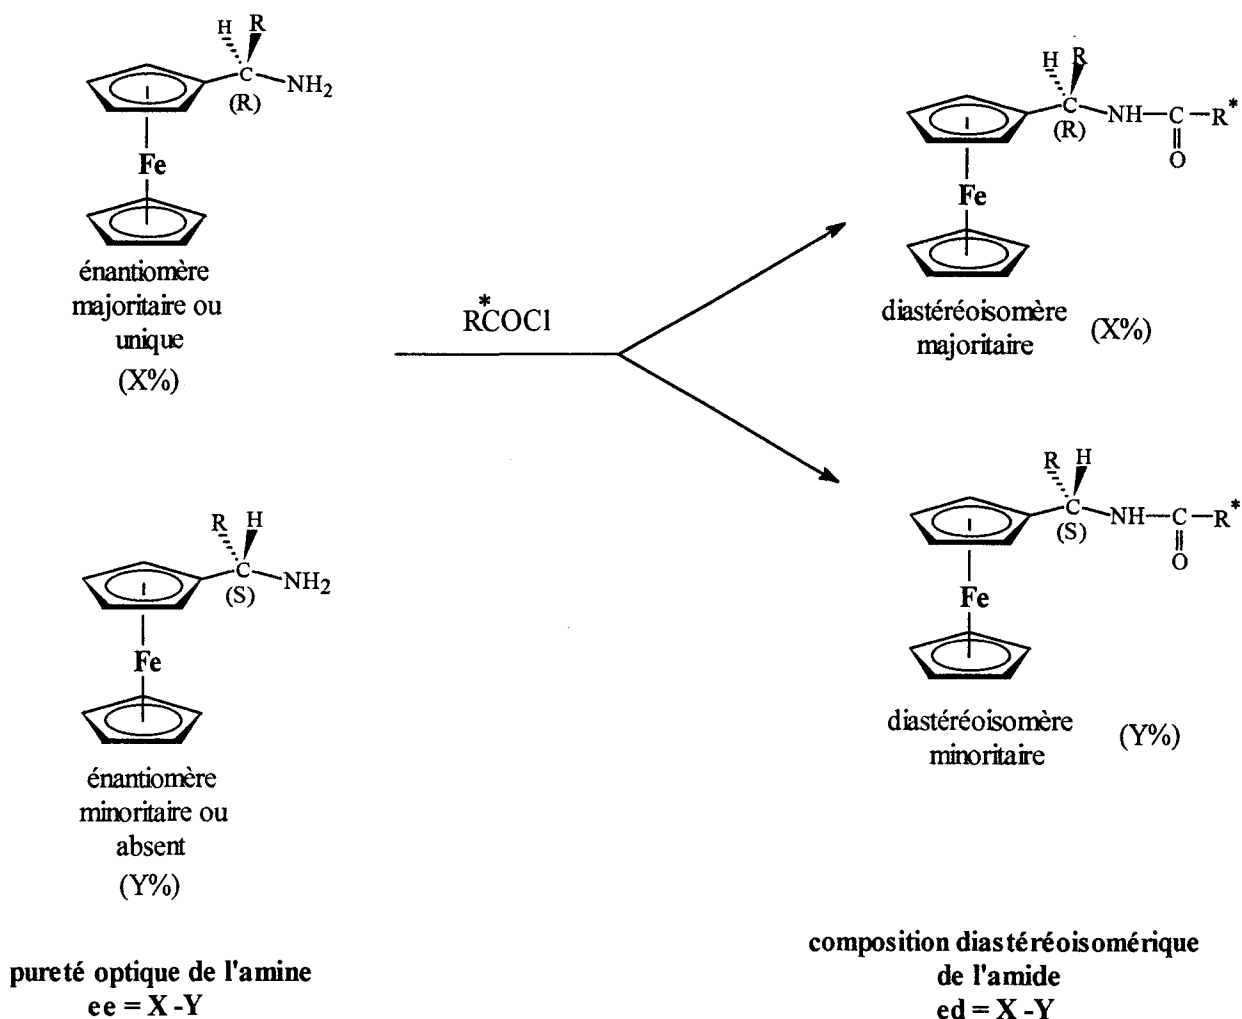 H R
C NH2
(R)
Fe
énantiomère
majoritaire ou
unique
(X%)
R*COCl
H R
C NH C R*
(R)
O
Fe
diastéréoisomère
majoritaire
(X%)
R H
C NH2
(S)
Fe
énantiomère
minoritaire ou
absent
(Y%)
R H
C NH C R*
(S)
O
Fe
diastéréoisomère
minoritaire
(Y%)
pureté optique de l'amine
ee = X -Y
composition diastéréoisomérique
de l'amide
ed = X -Y